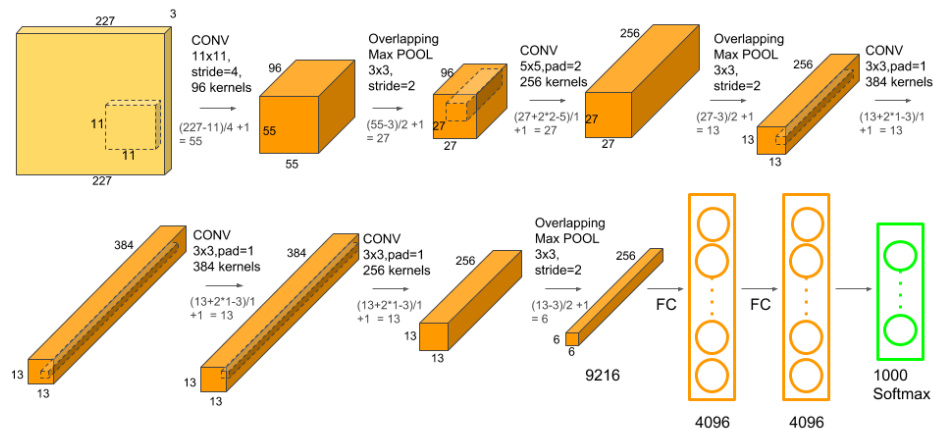 227
3
11
11
227
CONV
11x11,
stride=4,
96 kernels
(227-11)/4 +1
= 55
96
55
55
Overlapping
Max POOL
3x3,
stride=2
(55-3)/2 +1
= 27
96
27
27
CONV
5x5,pad=2
256 kernels
(27+2*2-5)/1
+1 = 27
256
27
27
Overlapping
Max POOL
3x3,
stride=2
(27-3)/2 +1
= 13
256
13
13
CONV
3x3,pad=1
384 kernels
(13+2*1-3)/1
+1 = 13
384
13
13
CONV
3x3,pad=1
384 kernels
(13+2*1-3)/1
+1 = 13
384
13
13
CONV
3x3,pad=1
256 kernels
(13+2*1-3)/1
+1 = 13
256
13
13
Overlapping
Max POOL
3x3,
stride=2
(13-3)/2 +1
= 6
256
6
6
9216
FC
4096
FC
4096
1000
Softmax